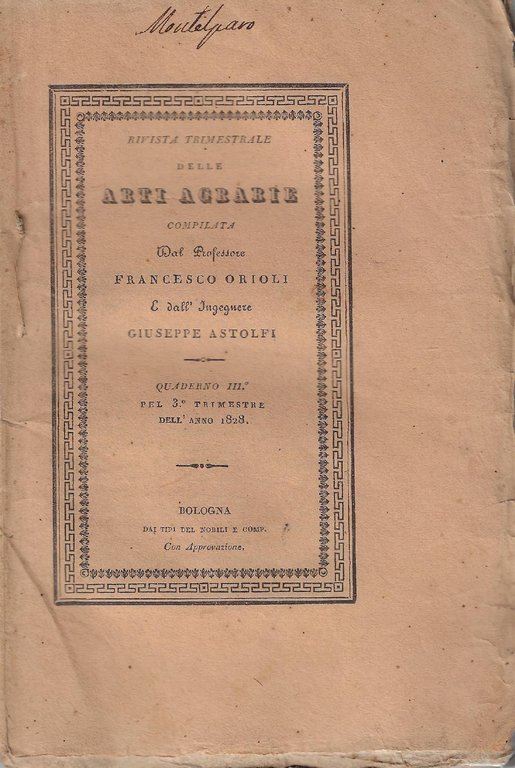 Montelparo
RIVISTA TRIMESTRALE
DELLE
ARTI AGRARIE
COMPILATA
Dal Professore
FRANCESCO ORIOLI
E dall' Ingegnere
GIUSEPPE ASTOLFI
QUADERNO III.º
PEL 3.º TRIMESTRE
DELL' ANNO 1828.
BOLOGNA
DAI TIPI DEL NOBILI E COMP.
Con Approvazione.